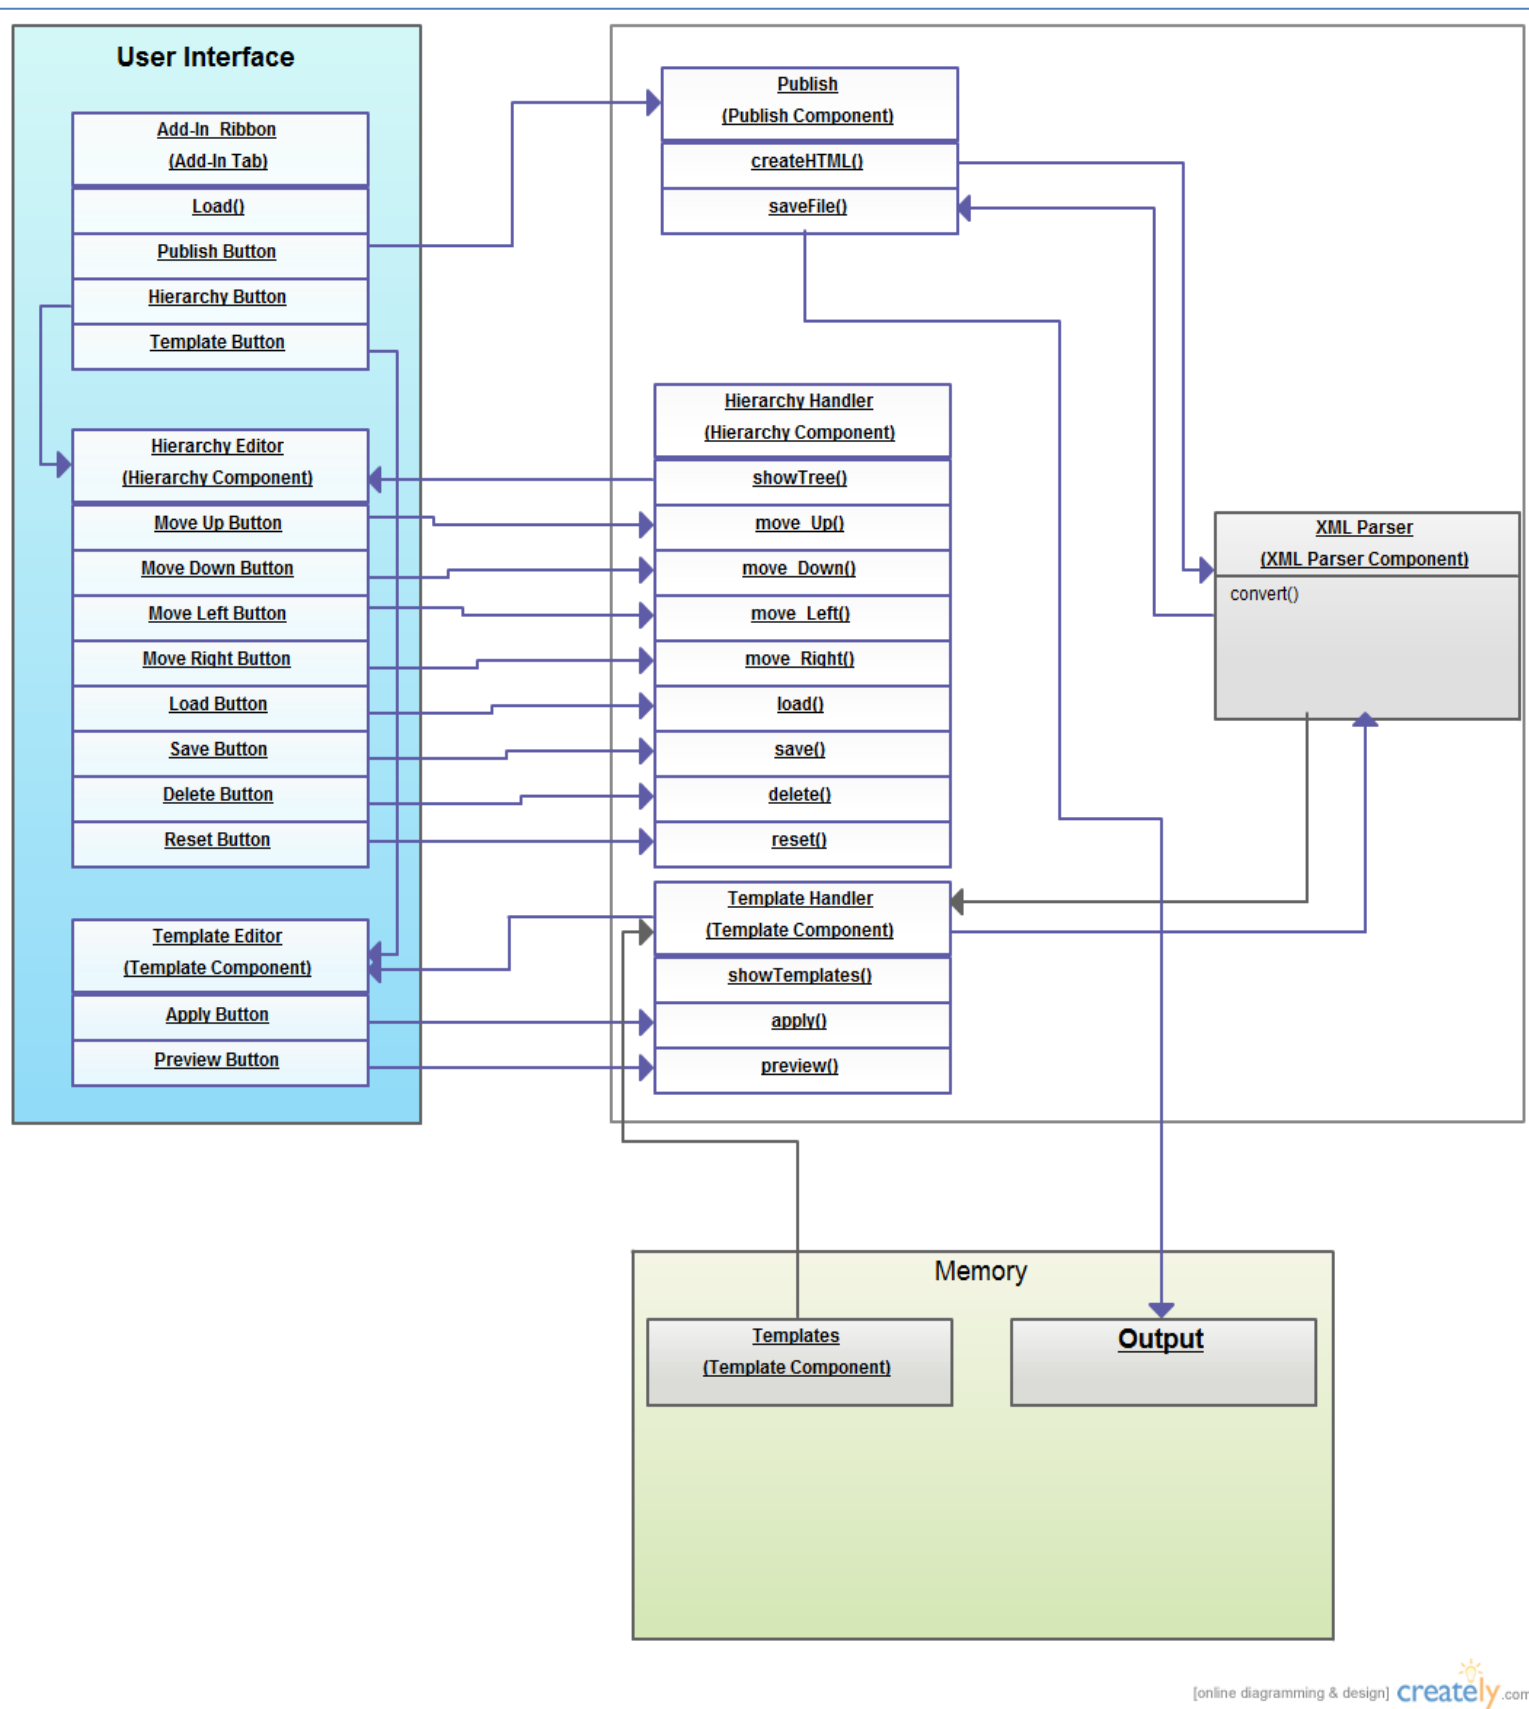 User Interface
Add-In_Ribbon
(Add-In Tab)
Load()
Publish Button
Hierarchy Button
Template Button
Hierarchy Editor
(Hierarchy Component)
Move Up Button
Move Down Button
Move Left Button
Move Right Button
Load Button
Save Button
Delete Button
Reset Button
Template Editor
(Template Component)
Apply Button
Preview Button
Publish
(Publish Component)
createHTML()
saveFile()
Hierarchy Handler
(Hierarchy Component)
showTree()
move_Up()
move_Down()
move_Left()
move_Right()
load()
save()
delete()
reset()
Template Handler
(Template Component)
showTemplates()
apply()
preview()
XML Parser
(XML Parser Component)
convert()
Memory
Templates
(Template Component)
Output
[online diagramming & design] creately.com